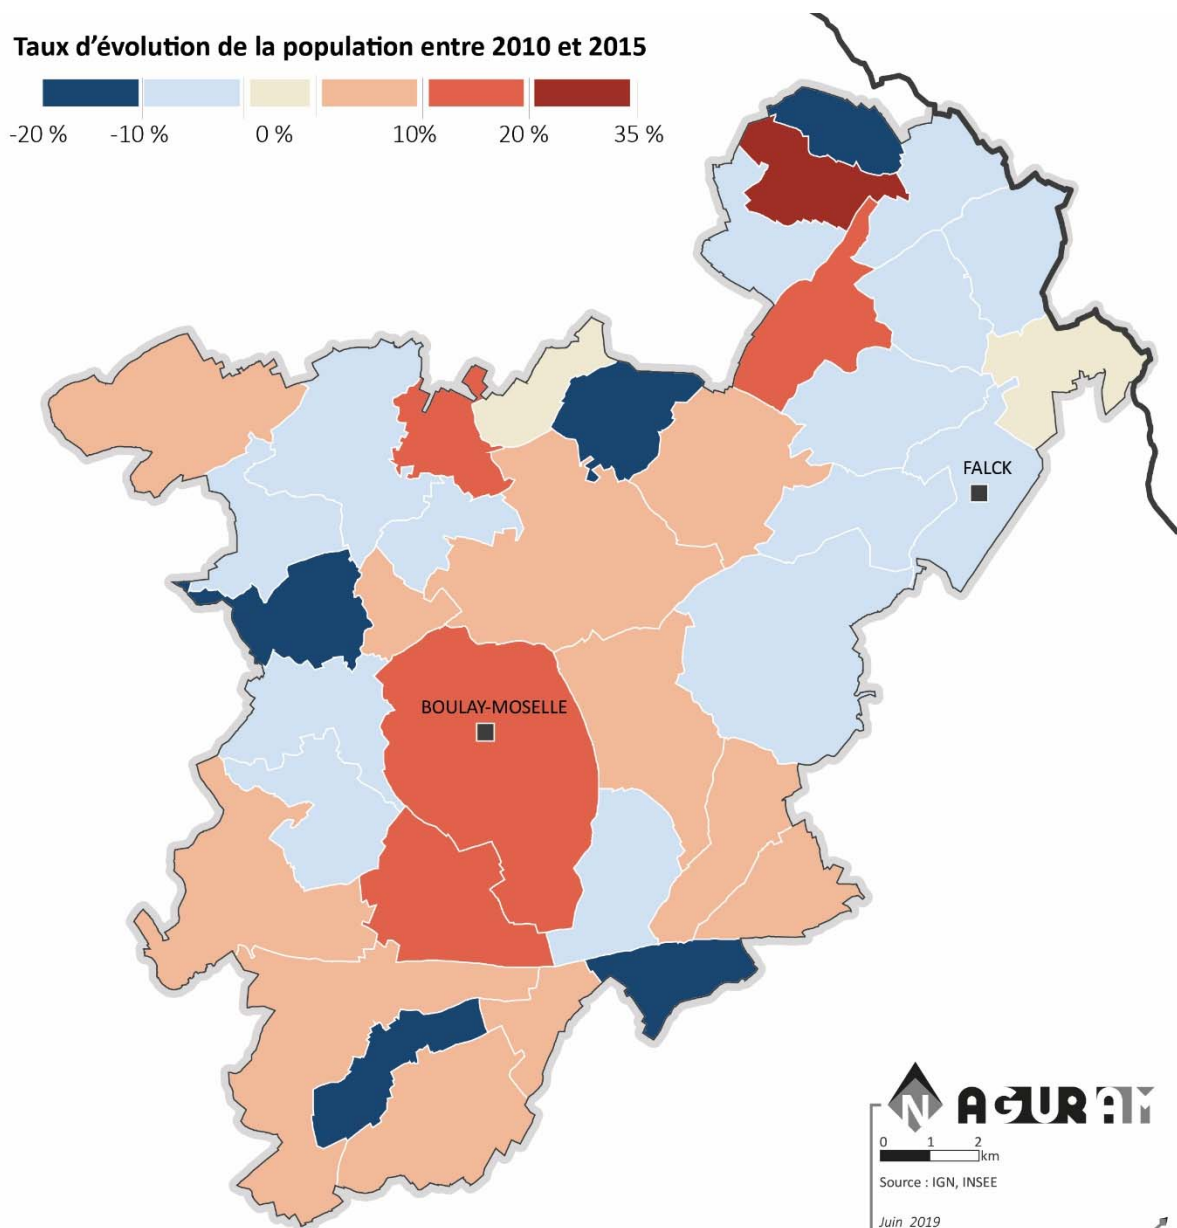 Taux d'évolution de la population entre 2010 et 2015
-20 % -10 % 0 % 10% 20 % 35 %
FALCK
BOULAY-MOSELLE
N AGURAM
0 1 2
km
Source : IGN, INSEE
Juin 2019